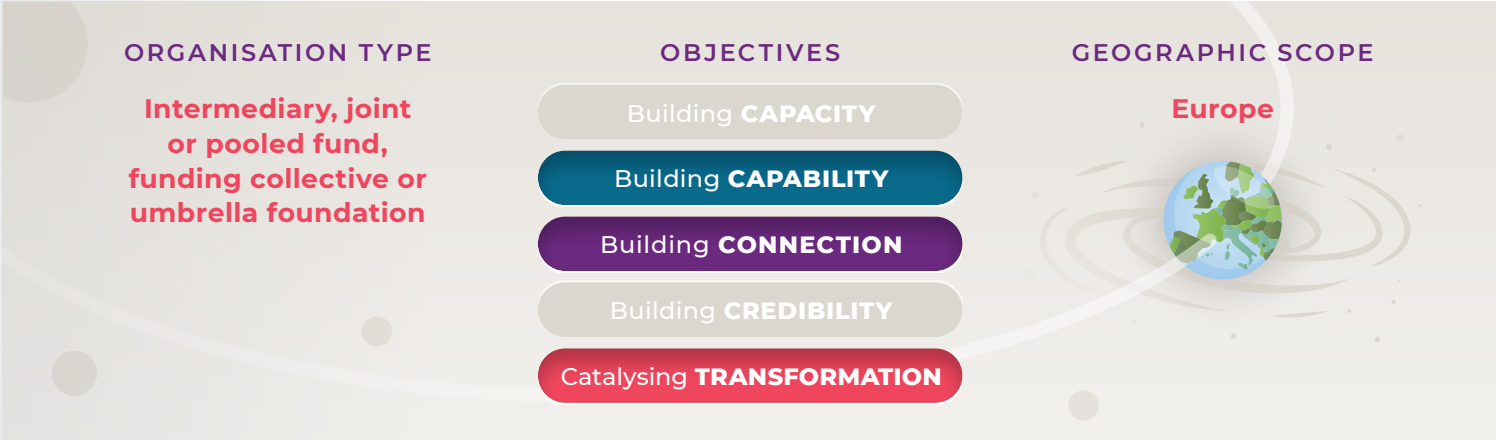 ORGANISATION TYPE
Intermediary, joint
or pooled fund,
funding collective or
umbrella foundation
OBJECTIVES
Building CAPACITY
Building CAPABILITY
Building CONNECTION
Building CREDIBILITY
Catalysing TRANSFORMATION
GEOGRAPHIC SCOPE
Europe